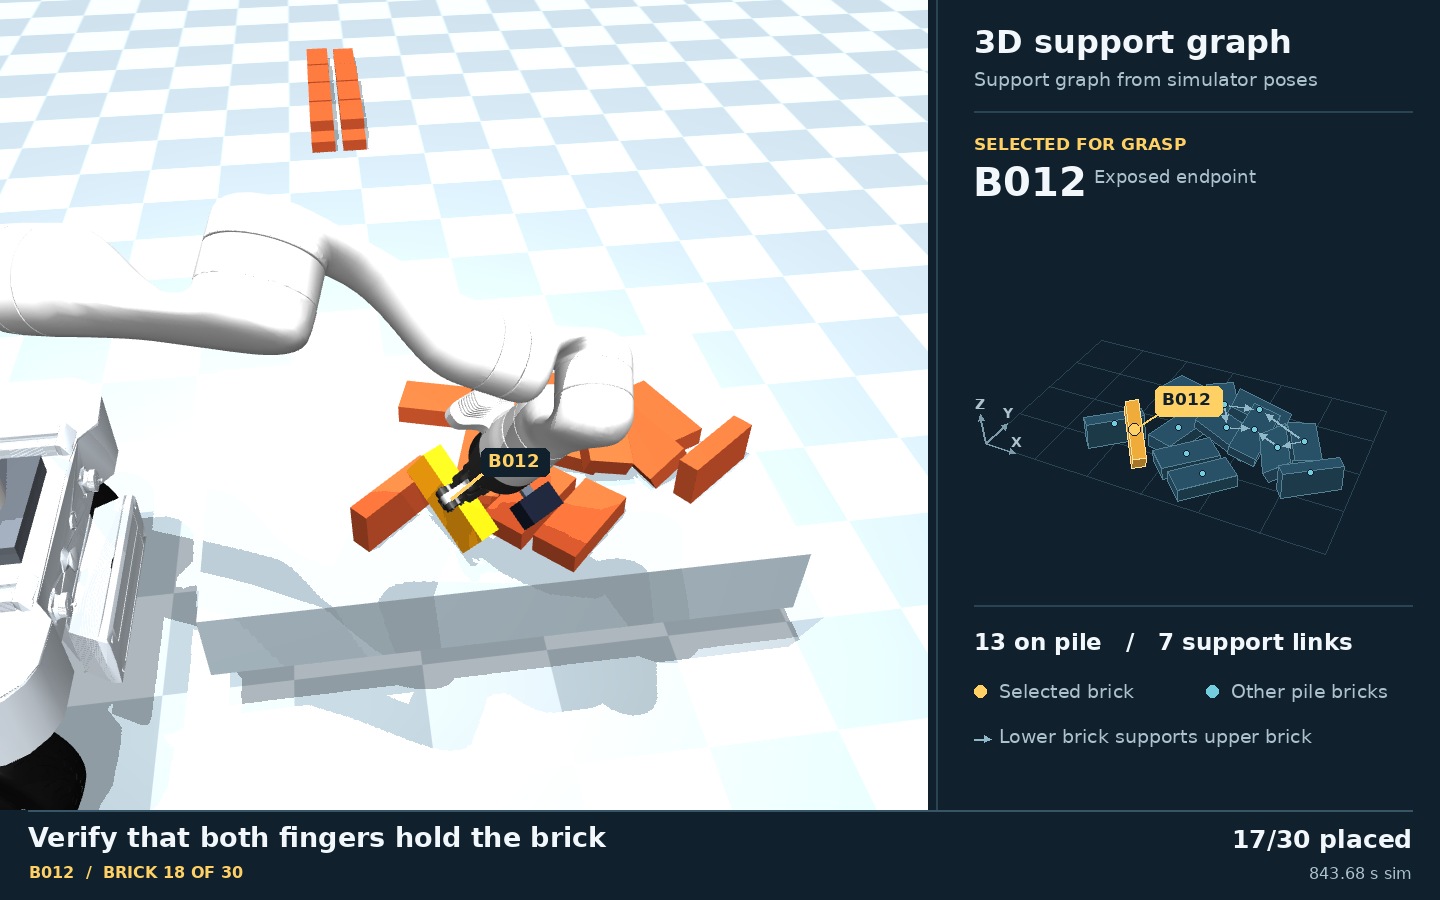 3D support graph
Support graph from simulator poses
SELECTED FOR GRASP
B012 Exposed endpoint
Z
Y
X
B012
B012
13 on pile / 7 support links
Selected brick
Other pile bricks
Lower brick supports upper brick
Verify that both fingers hold the brick
17/30 placed
B012 / BRICK 18 OF 30
843.68 s sim